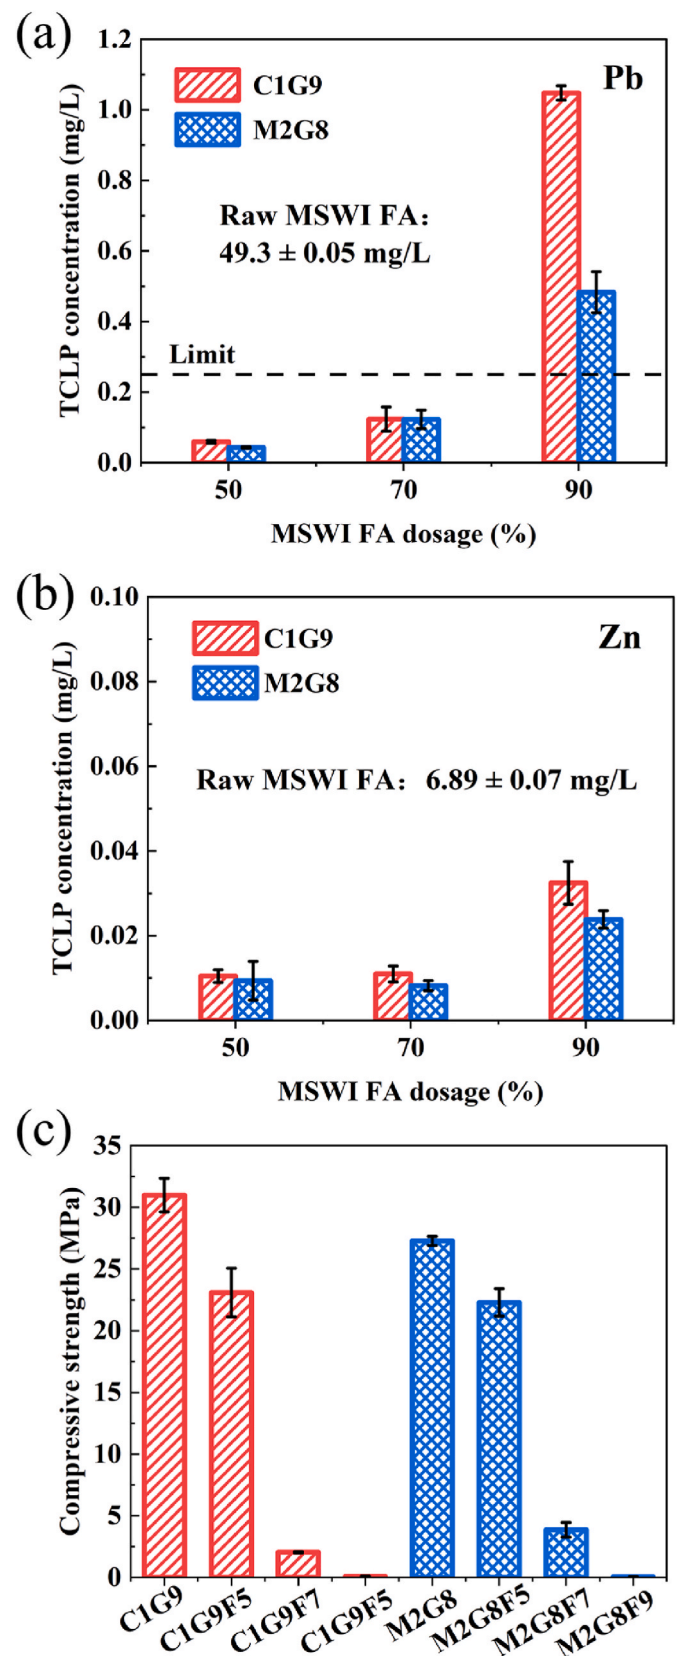 (a)
1.2
1.0
0.8
0.6
0.4
0.2
0.0
TCLP concentration (mg/L)
C1G9
M2G8
Pb
Raw MSWI FA:
49.3 ± 0.05 mg/L
Limit
50 70 90
MSWI FA dosage (%)
(b)
0.10
0.08
0.06
0.04
0.02
0.00
TCLP concentration (mg/L)
C1G9
M2G8
Zn
Raw MSWI FA: 6.89 ± 0.07 mg/L
50 70 90
MSWI FA dosage (%)
(c)
35
30
25
20
15
10
5
0
Compressive strength (MPa)
C1G9
C1G9F5
C1G9F7
C1G9F5
M2G8
M2G8F5
M2G8F7
M2G8F9